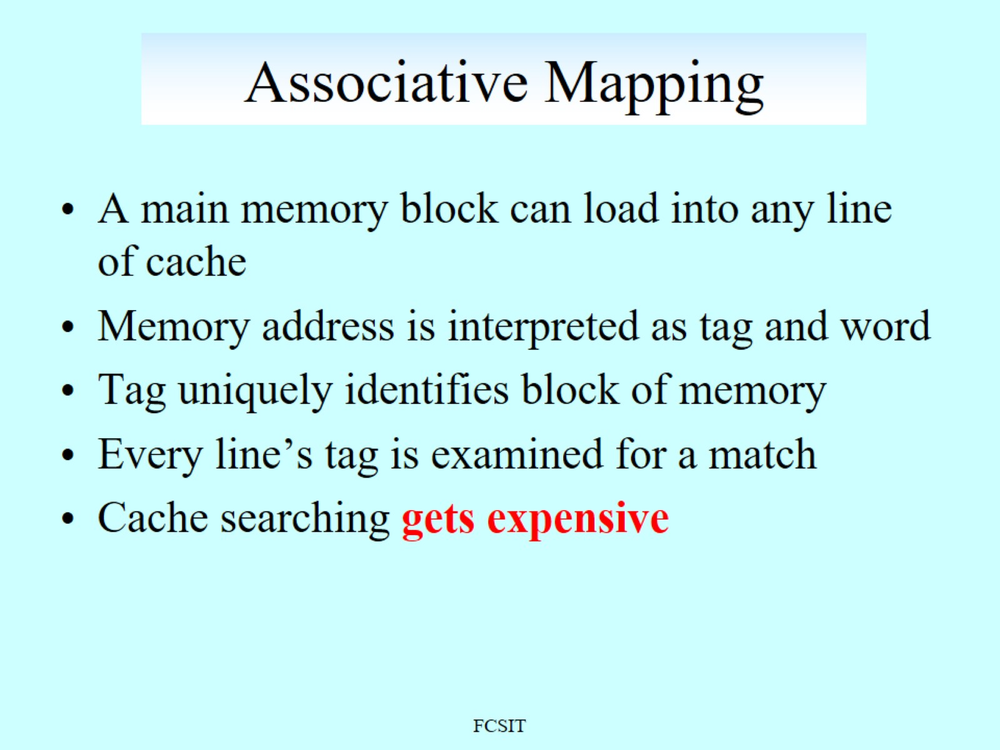 Associative Mapping
• A main memory block can load into any line
of cache
• Memory address is interpreted as tag and word
• Tag uniquely identifies block of memory
• Every line’s tag is examined for a match
• Cache searching gets expensive
FCSIT